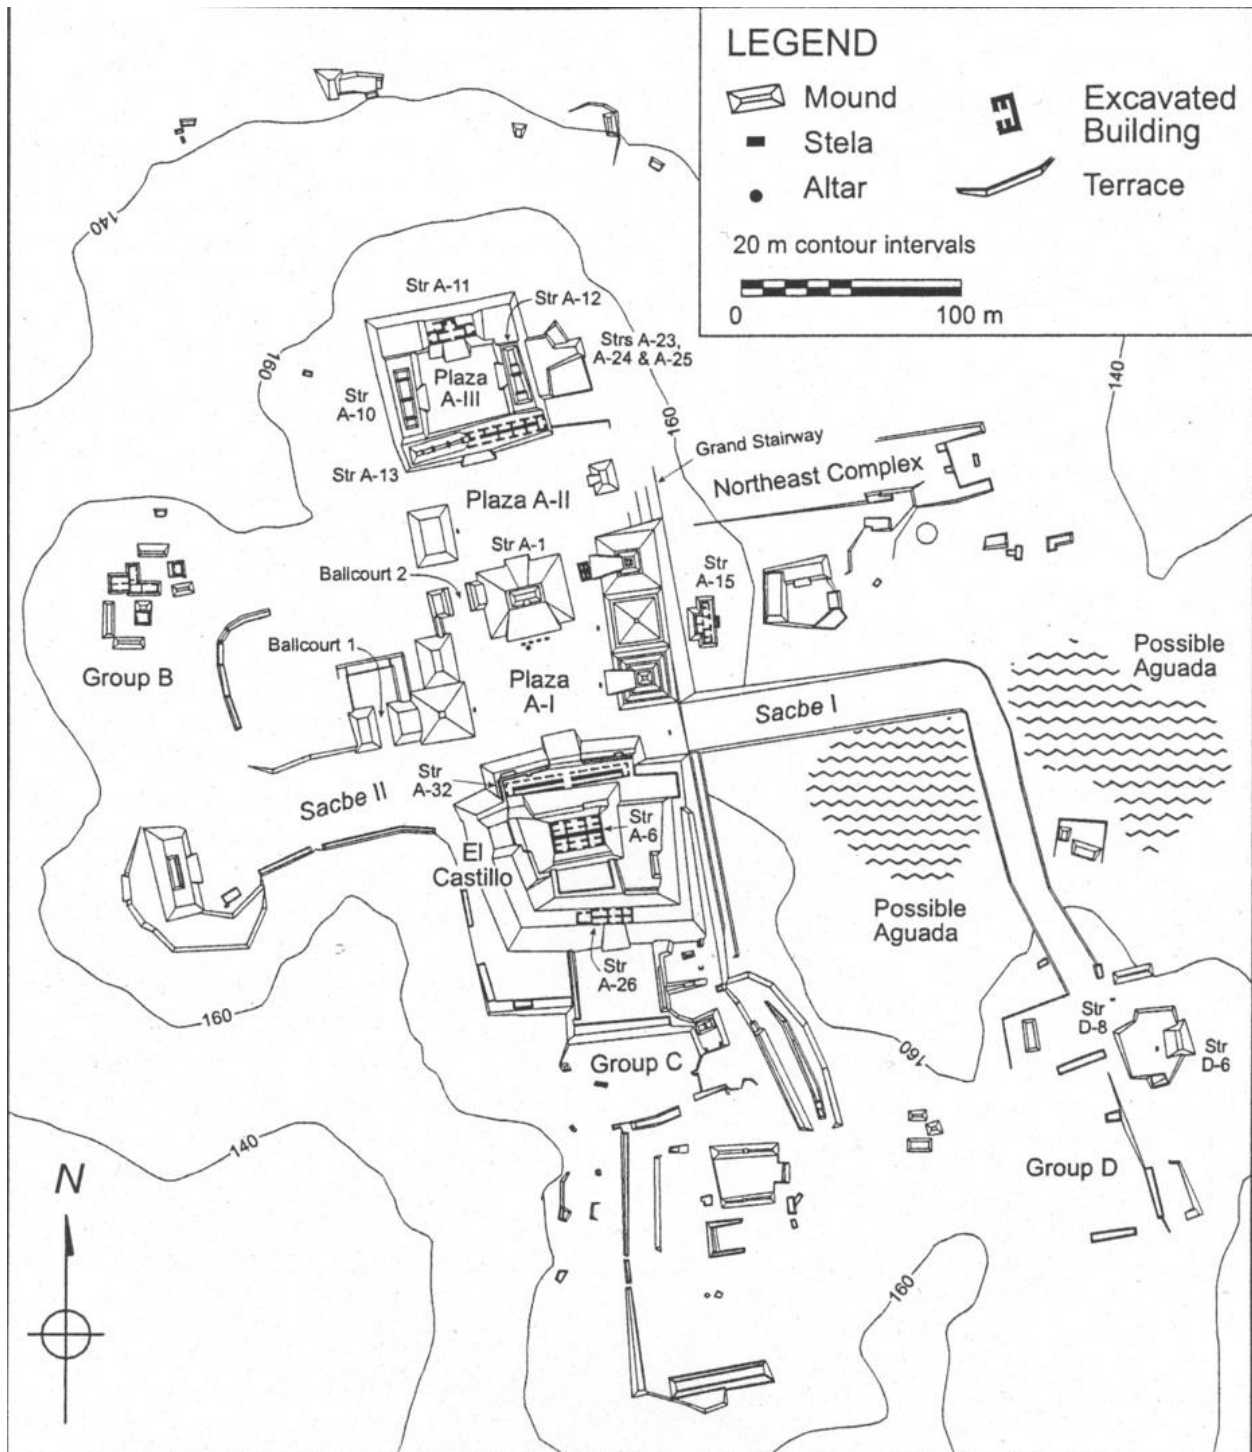 LEGEND
Mound
Stela
Altar
Excavated
Building
Terrace
20 m contour intervals
0
100 m
140
140
160
160
Str A-11
Str A-12
Strs A-23,
A-24 & A-25
Plaza
A-III
Str
A-10
Str A-13
Grand Stairway
Northeast Complex
Plaza A-II
Str A-1
Ballcourt 2
Str
A-15
Ballcourt 1
Group B
Plaza
A-I
Possible
Aguada
Sacbe I
Sacbe II
Str
A-32
Str
A-6
El
Castillo
Possible
Aguada
Str
A-26
160
160
Str
D-8
Str
D-6
Group C
140
Group D
N
160